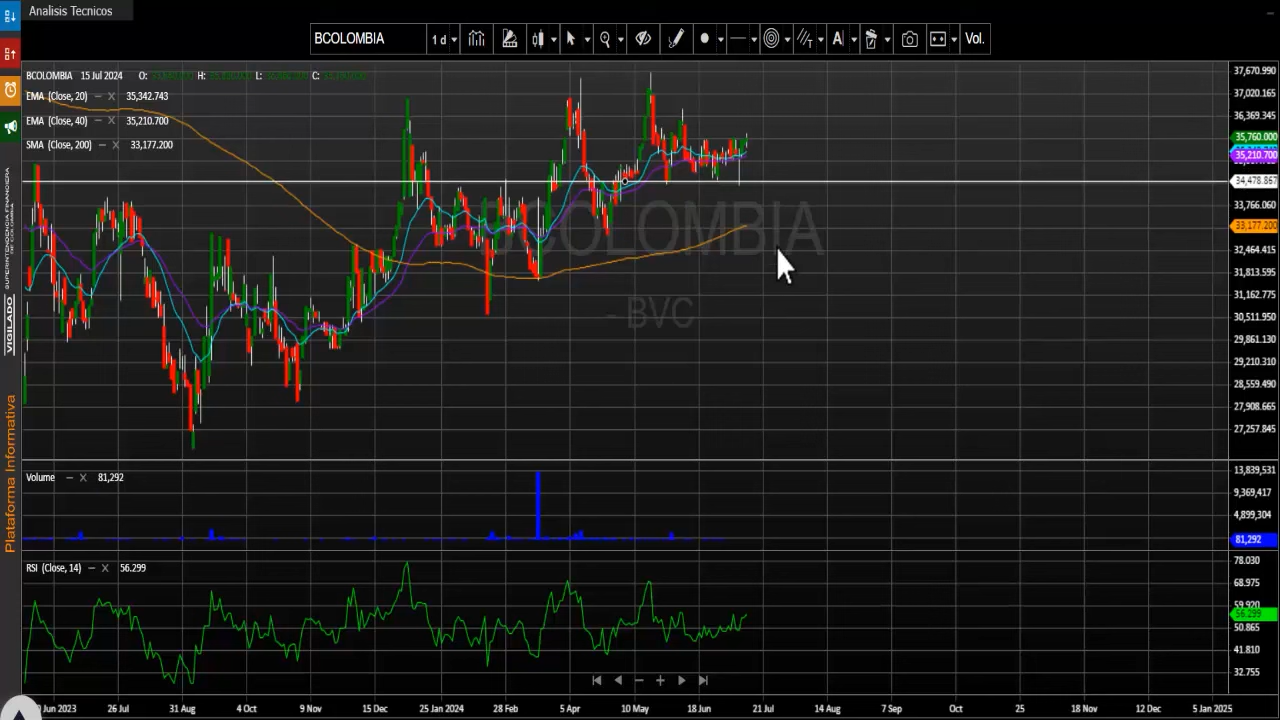 Analisis Tecnicos
BCOLOMBIA
1 d
A
Vol.
BCOLOMBIA 15 Jul 2024 O: H: L: C:
EMA (Close, 20) 35,342.743
EMA (Close, 40) 35,210.700
SMA (Close, 200) 33,177.200
37,670.990
37,020.165
36,369.345
35,760.000
35,210.700
34,478.857
33,766.060
33,177.200
32,464.415
31,813.595
31,162.775
30,511.950
29,861.130
29,210.310
28,559.490
27,908.665
27,257.845
BCOLOMBIA
- BVC
VIGILADO SUPERINTENDENCIA FINANCIERA DE COLOMBIA
Plataforma Informativa
Volume 81,292
13,839,531
9,369,417
4,899,304
81,292
RSI (Close, 14) 56.299
78.030
68.975
59.920
56.299
50.865
41.810
32.755
Jun 2023 26 Jul 31 Aug 4 Oct 9 Nov 15 Dec 25 Jan 2024 28 Feb 5 Apr 10 May 18 Jun 21 Jul 14 Aug 7 Sep Oct 25 18 Nov 12 Dec 5 Jan 2025